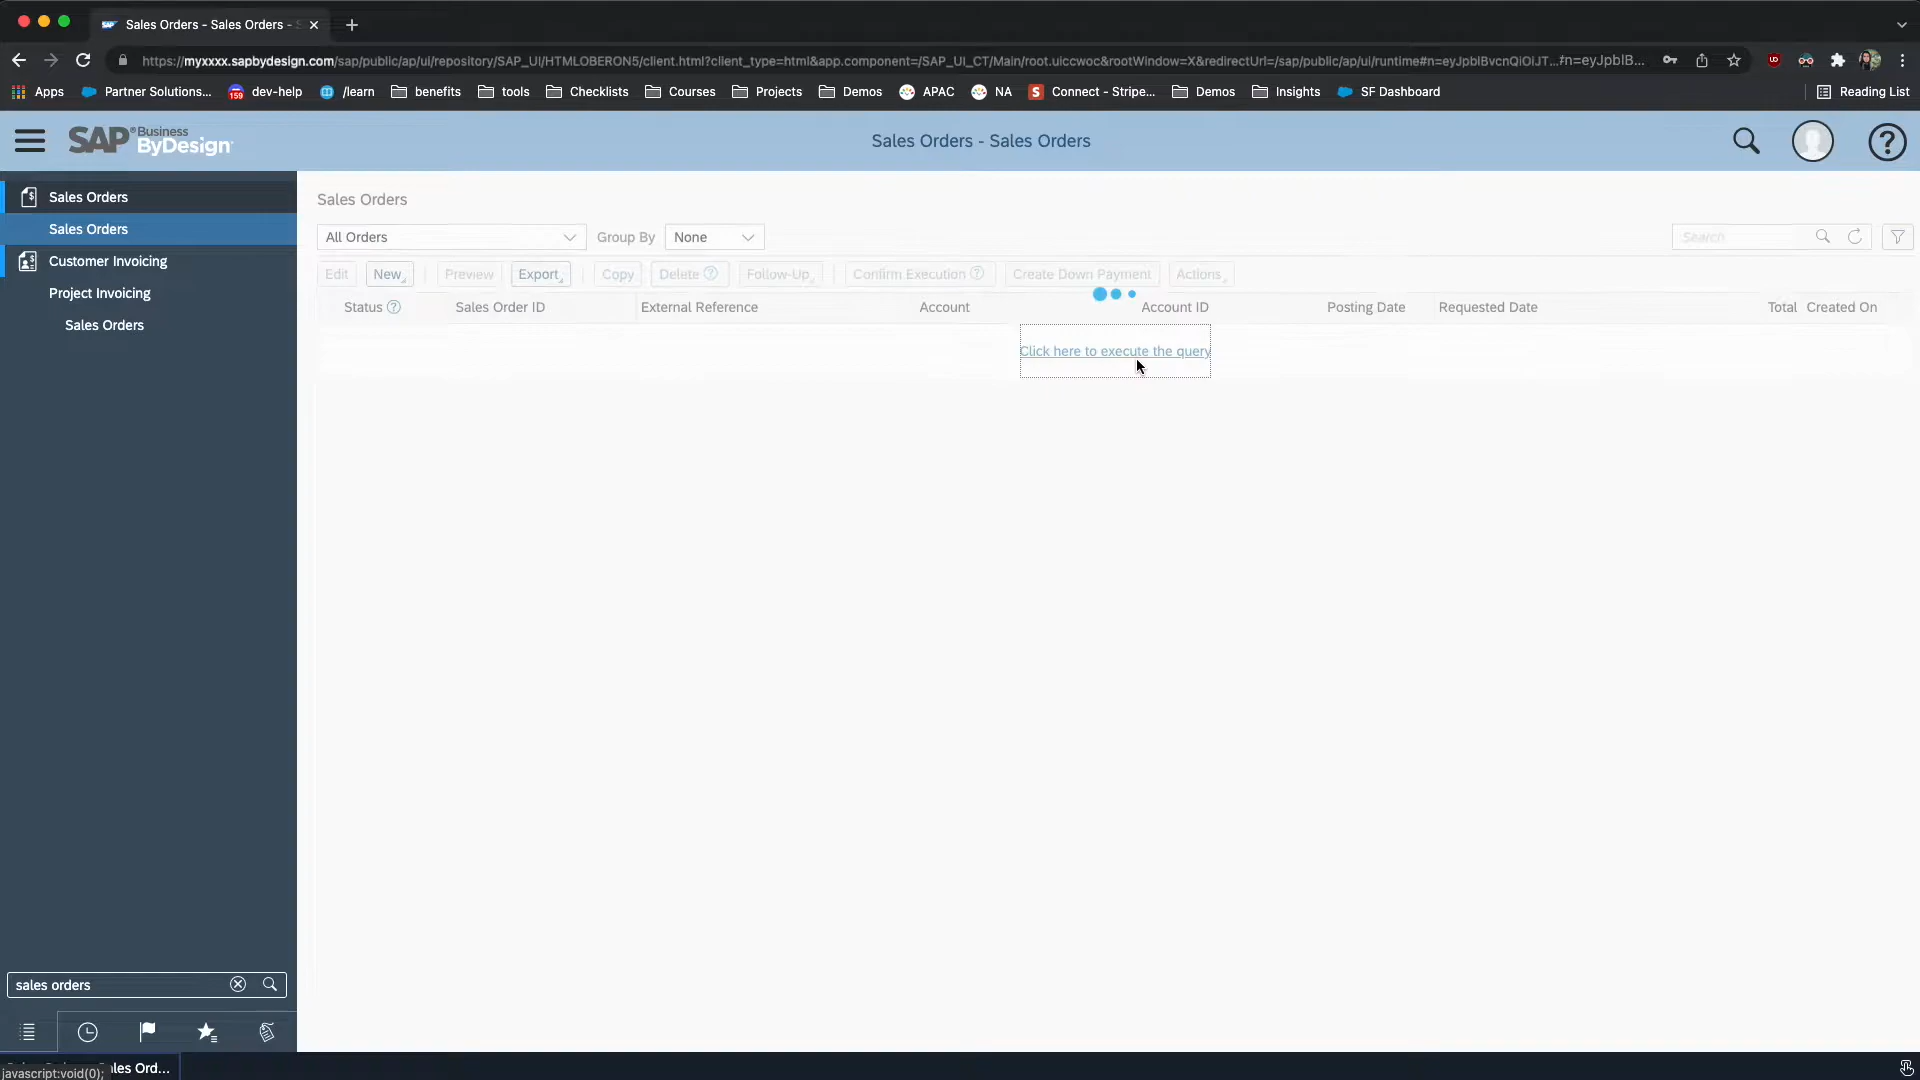 Sales Orders - Sales Orders -
https://myxxxx.sapbydesign.com/sap/public/ap/ui/repository/SAP_UI/HTMLOBERON5/client.html?client_type=html&app.component=/SAP_UI_CT/Main/root.uiccwoc&rootWindow=X&redirectUrl=/sap/public/ap/ui/runtime#n=eyJpblBvcnQiOiJT...#n=eyJpblB...
Apps Partner Solutions... 159 dev-help /learn benefits tools Checklists Courses Projects Demos APAC NA S Connect - Stripe... Demos Insights SF Dashboard Reading List
SAP Business ByDesign
Sales Orders - Sales Orders
Sales Orders
Sales Orders
Customer Invoicing
Project Invoicing
Sales Orders
Sales Orders
All Orders Group By None Search
Edit New Preview Export Copy Delete Follow-Up Confirm Execution Create Down Payment Actions
Status Sales Order ID External Reference Account Account ID Posting Date Requested Date Total Created On
Click here to execute the query
sales orders
javascript:void(0); les Ord...